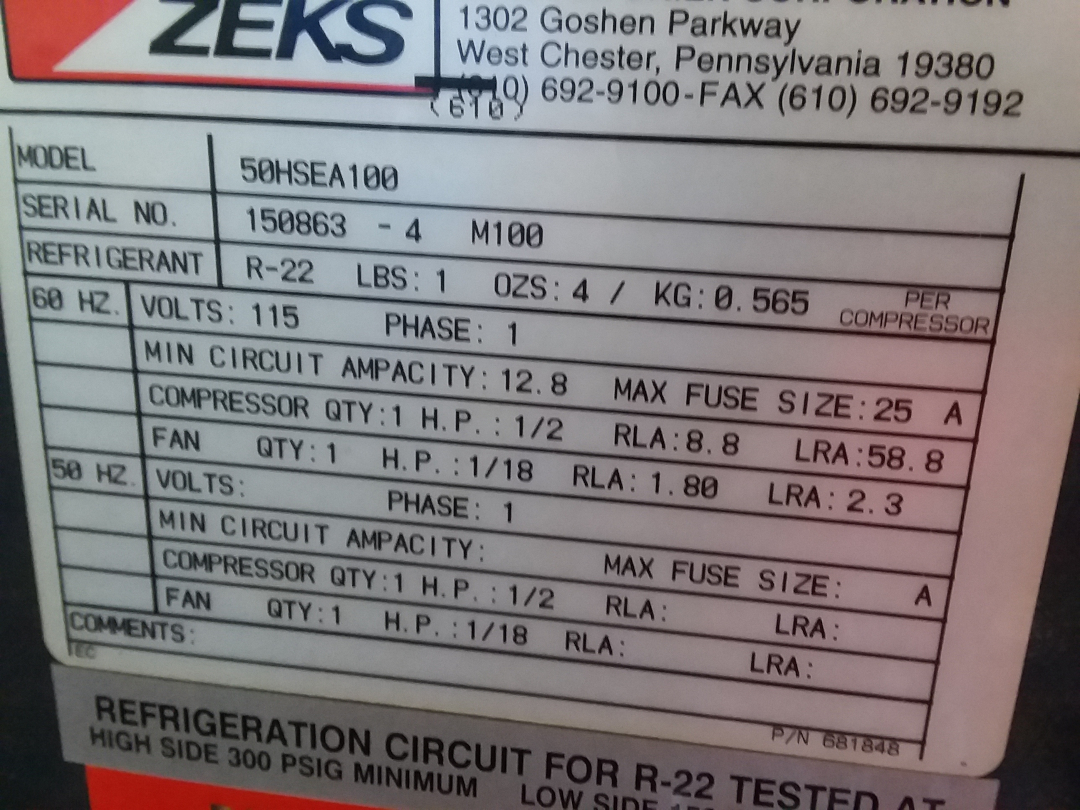 ZEKS
1302 Goshen Parkway
West Chester, Pennsylvania 19380
692-9100-FAX (610) 692-9192
(610)
MODEL 50HSEA100
SERIAL NO. 150863 - 4 M100
REFRIGERANT R-22 LBS: 1 OZS: 4 / KG: 0.565 PER COMPRESSOR
60 HZ. VOLTS: 115 PHASE: 1
MIN CIRCUIT AMPACITY: 12.8 MAX FUSE SIZE: 25 A
COMPRESSOR QTY:1 H.P.: 1/2 RLA: 8.8 LRA: 58.8
FAN QTY: 1 H.P.: 1/18 RLA: 1.80 LRA: 2.3
50 HZ. VOLTS: PHASE: 1
MIN CIRCUIT AMPACITY: MAX FUSE SIZE: A
COMPRESSOR QTY:1 H.P.: 1/2 RLA: LRA:
FAN QTY: 1 H.P.: 1/18 RLA: LRA:
COMMENTS:
EC
P/N 681848
REFRIGERATION CIRCUIT FOR R-22 TESTED AT
HIGH SIDE 300 PSIG MINIMUM LOW SIDE